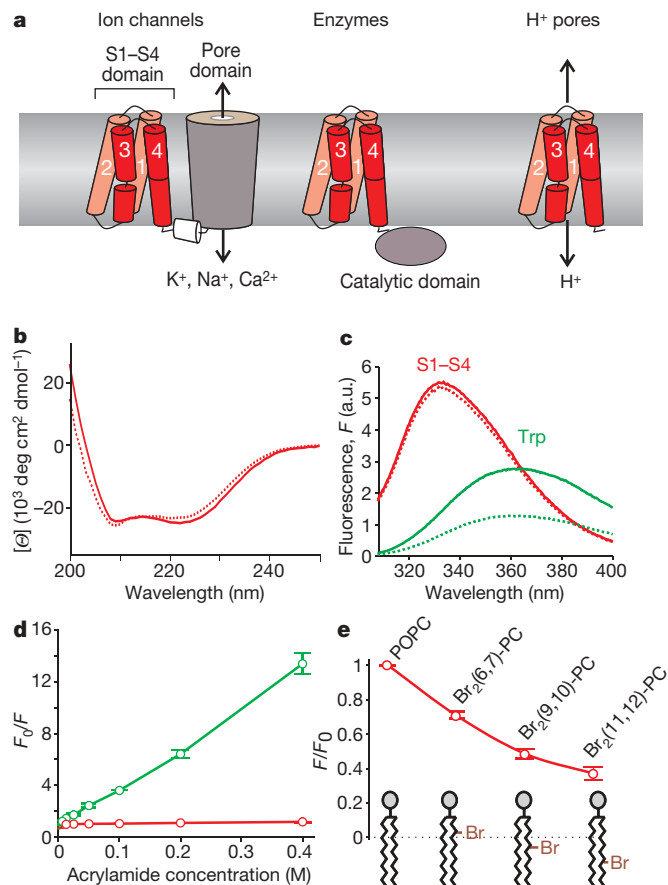 a
Ion channels
Enzymes
H⁺ pores
S1–S4
domain
Pore
domain
2
3
1
4
2
3
1
4
2
3
1
4
K⁺, Na⁺, Ca²⁺
Catalytic domain
H⁺
b
[Θ] (10³ deg cm² dmol⁻¹)
20
0
−20
200
220
240
Wavelength (nm)
c
Fluorescence, F (a.u.)
6
5
4
3
2
1
0
S1–S4
Trp
320
340
360
380
400
Wavelength (nm)
d
F₀/F
16
12
8
4
0
0
0.1
0.2
0.3
0.4
Acrylamide concentration (M)
e
F/F₀
1
0.8
0.6
0.4
0.2
0
POPC
Br₂(6,7)-PC
Br₂(9,10)-PC
Br₂(11,12)-PC
Br
Br
Br